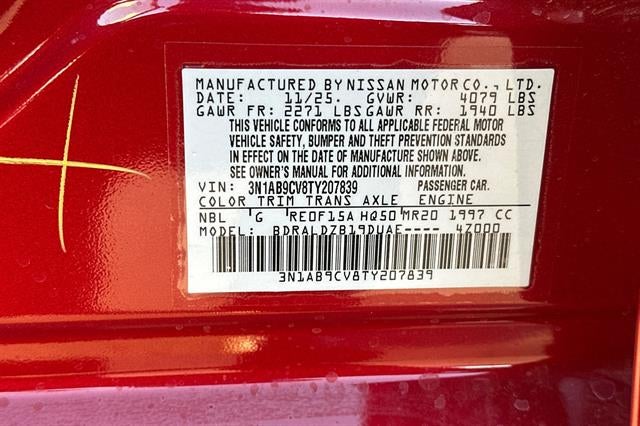 MANUFACTURED BY NISSAN MOTOR CO., LTD.
DATE: 11/25. GVWR: 4079 LBS
GAWR FR: 2271 LBS GAWR RR: 1940 LBS
THIS VEHICLE CONFORMS TO ALL APPLICABLE FEDERAL MOTOR
VEHICLE SAFETY, BUMPER AND THEFT PREVENTION STANDARDS
IN EFFECT ON THE DATE OF MANUFACTURE SHOWN ABOVE.
SEE OWNER'S MANUAL FOR ADDITIONAL INFORMATION.
VIN: 3N1AB9CV8TY207839 PASSENGER CAR.
COLOR TRIM TRANS AXLE ENGINE
NBL G RE0F15A HQ50 MR20 1997 CC
MODEL: BDRALDZB19DUAE---- 4Z000
3N1AB9CV8TY207839